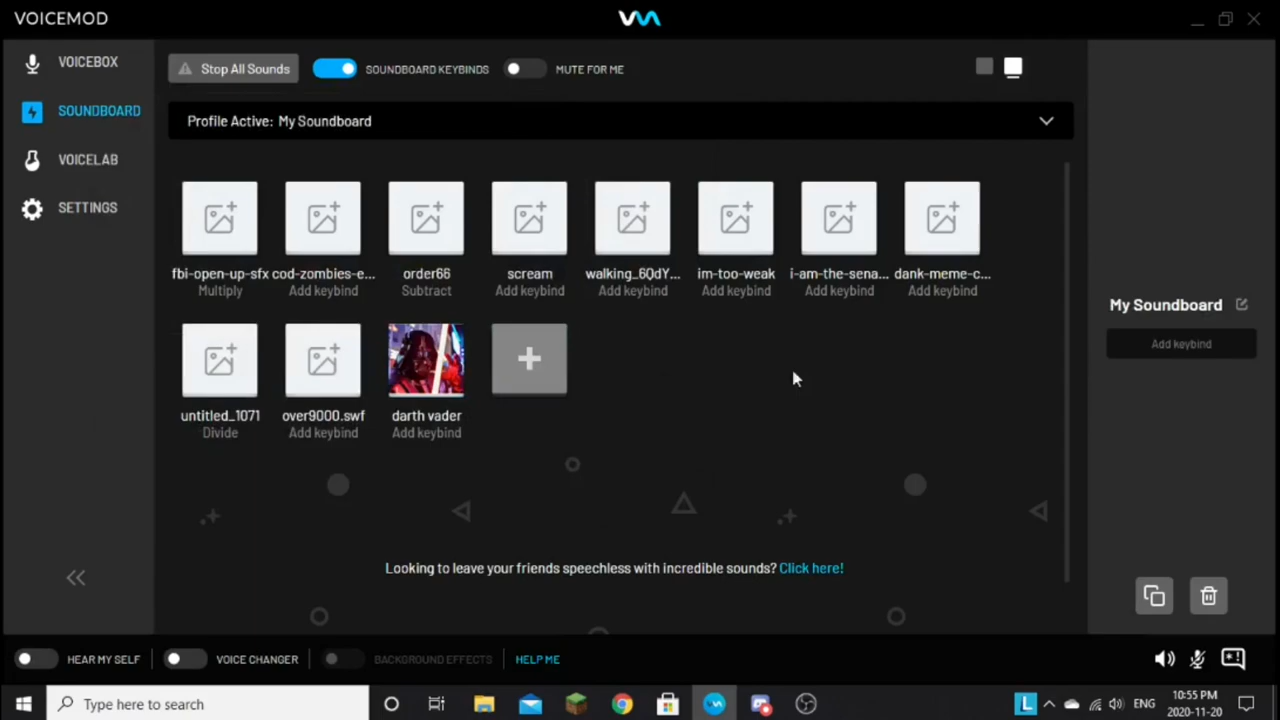 VOICEMOD
VOICEBOX
SOUNDBOARD
VOICELAB
SETTINGS
Stop All Sounds
SOUNDBOARD KEYBINDS
MUTE FOR ME
Profile Active: My Soundboard
fbi-open-up-sfx cod-zombies-e... order66 scream walking_6QdY... im-too-weak i-am-the-sena... dank-meme-c...
Multiply Add keybind Subtract Add keybind Add keybind Add keybind Add keybind Add keybind
untitled_1071 over9000.swf darth vader
Divide Add keybind Add keybind
Looking to leave your friends speechless with incredible sounds? Click here!
My Soundboard
Add keybind
HEAR MY SELF VOICE CHANGER BACKGROUND EFFECTS HELP ME
Type here to search
L
ENG
10:55 PM
2020-11-20